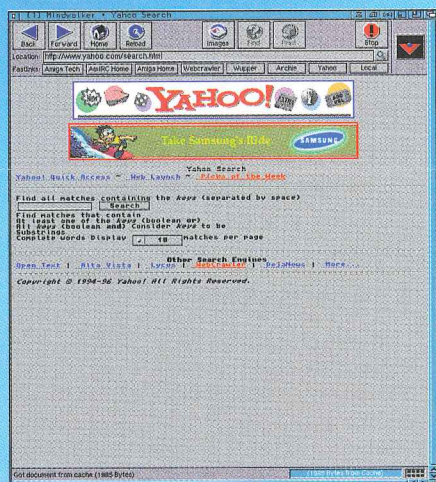 [1] Mindwalker • Yahoo Search
Back Forward Home Reload Images Find Print Stop
Location: http://www.yahoo.com/search.html
Fastlinks: Amiga Tech AmIRC Home Amiga Home Webcrawler Wupper Archie Yahoo Local
New YAHOO!
Take Samsung's Ride SAMSUNG
Yahoo Search
Yahoo! Quick Access ~ Web Launch ~ Picks of the Week
Find all matches containing the keys (separated by space)
Search
Find matches that contain
At least one of the keys (boolean or)
All keys (boolean and) Consider keys to be
Substrings
Complete words Display 10 matches per page
Other Search Engines
Open Text | Alta Vista | Lycos | WebCrawler | DejaNews | More...
Copyright © 1994-96 Yahoo! All Rights Reserved.
Got document from cache (1885 Bytes)
(1885 Bytes from Cache)